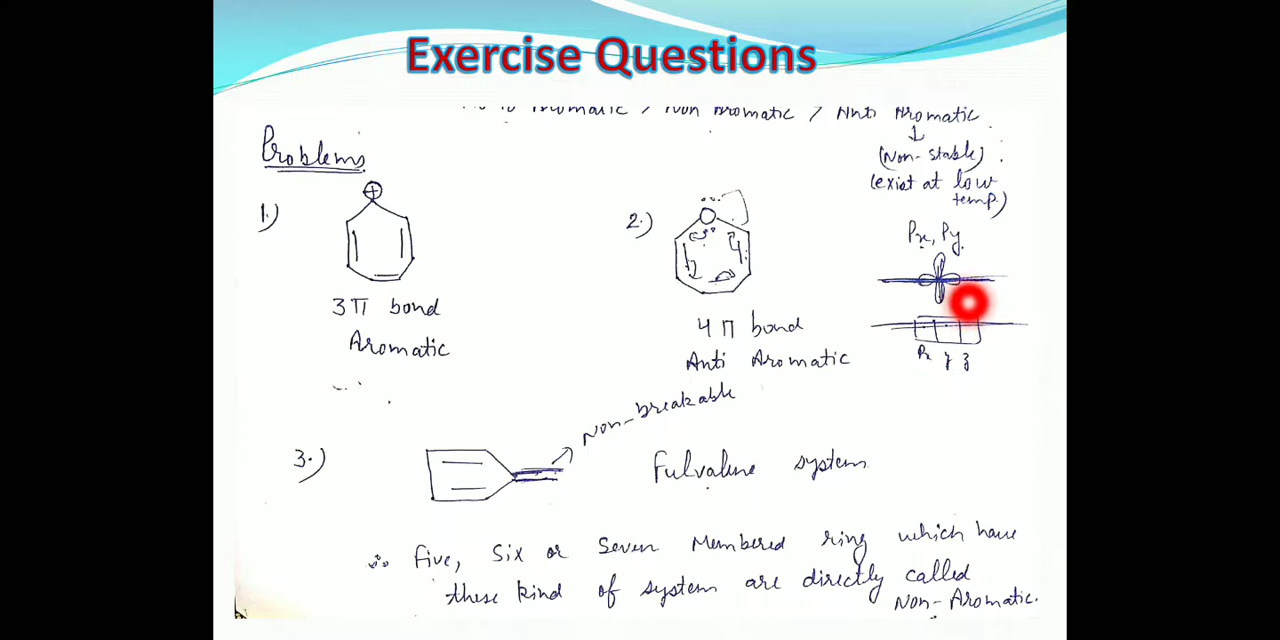 Exercise Questions
Aromatic / Non Aromatic / Anti Aromatic
(Non-stable)
(exist at low
temp.)
Problems
1.)
3π bond
Aromatic
2.)
4π bond
Anti Aromatic
Px, Py
Px y z
3.)
Non-breakable
Fulvalune system
∴ Five, Six or Seven Membered ring which have
these kind of system are directly called
Non-Aromatic.